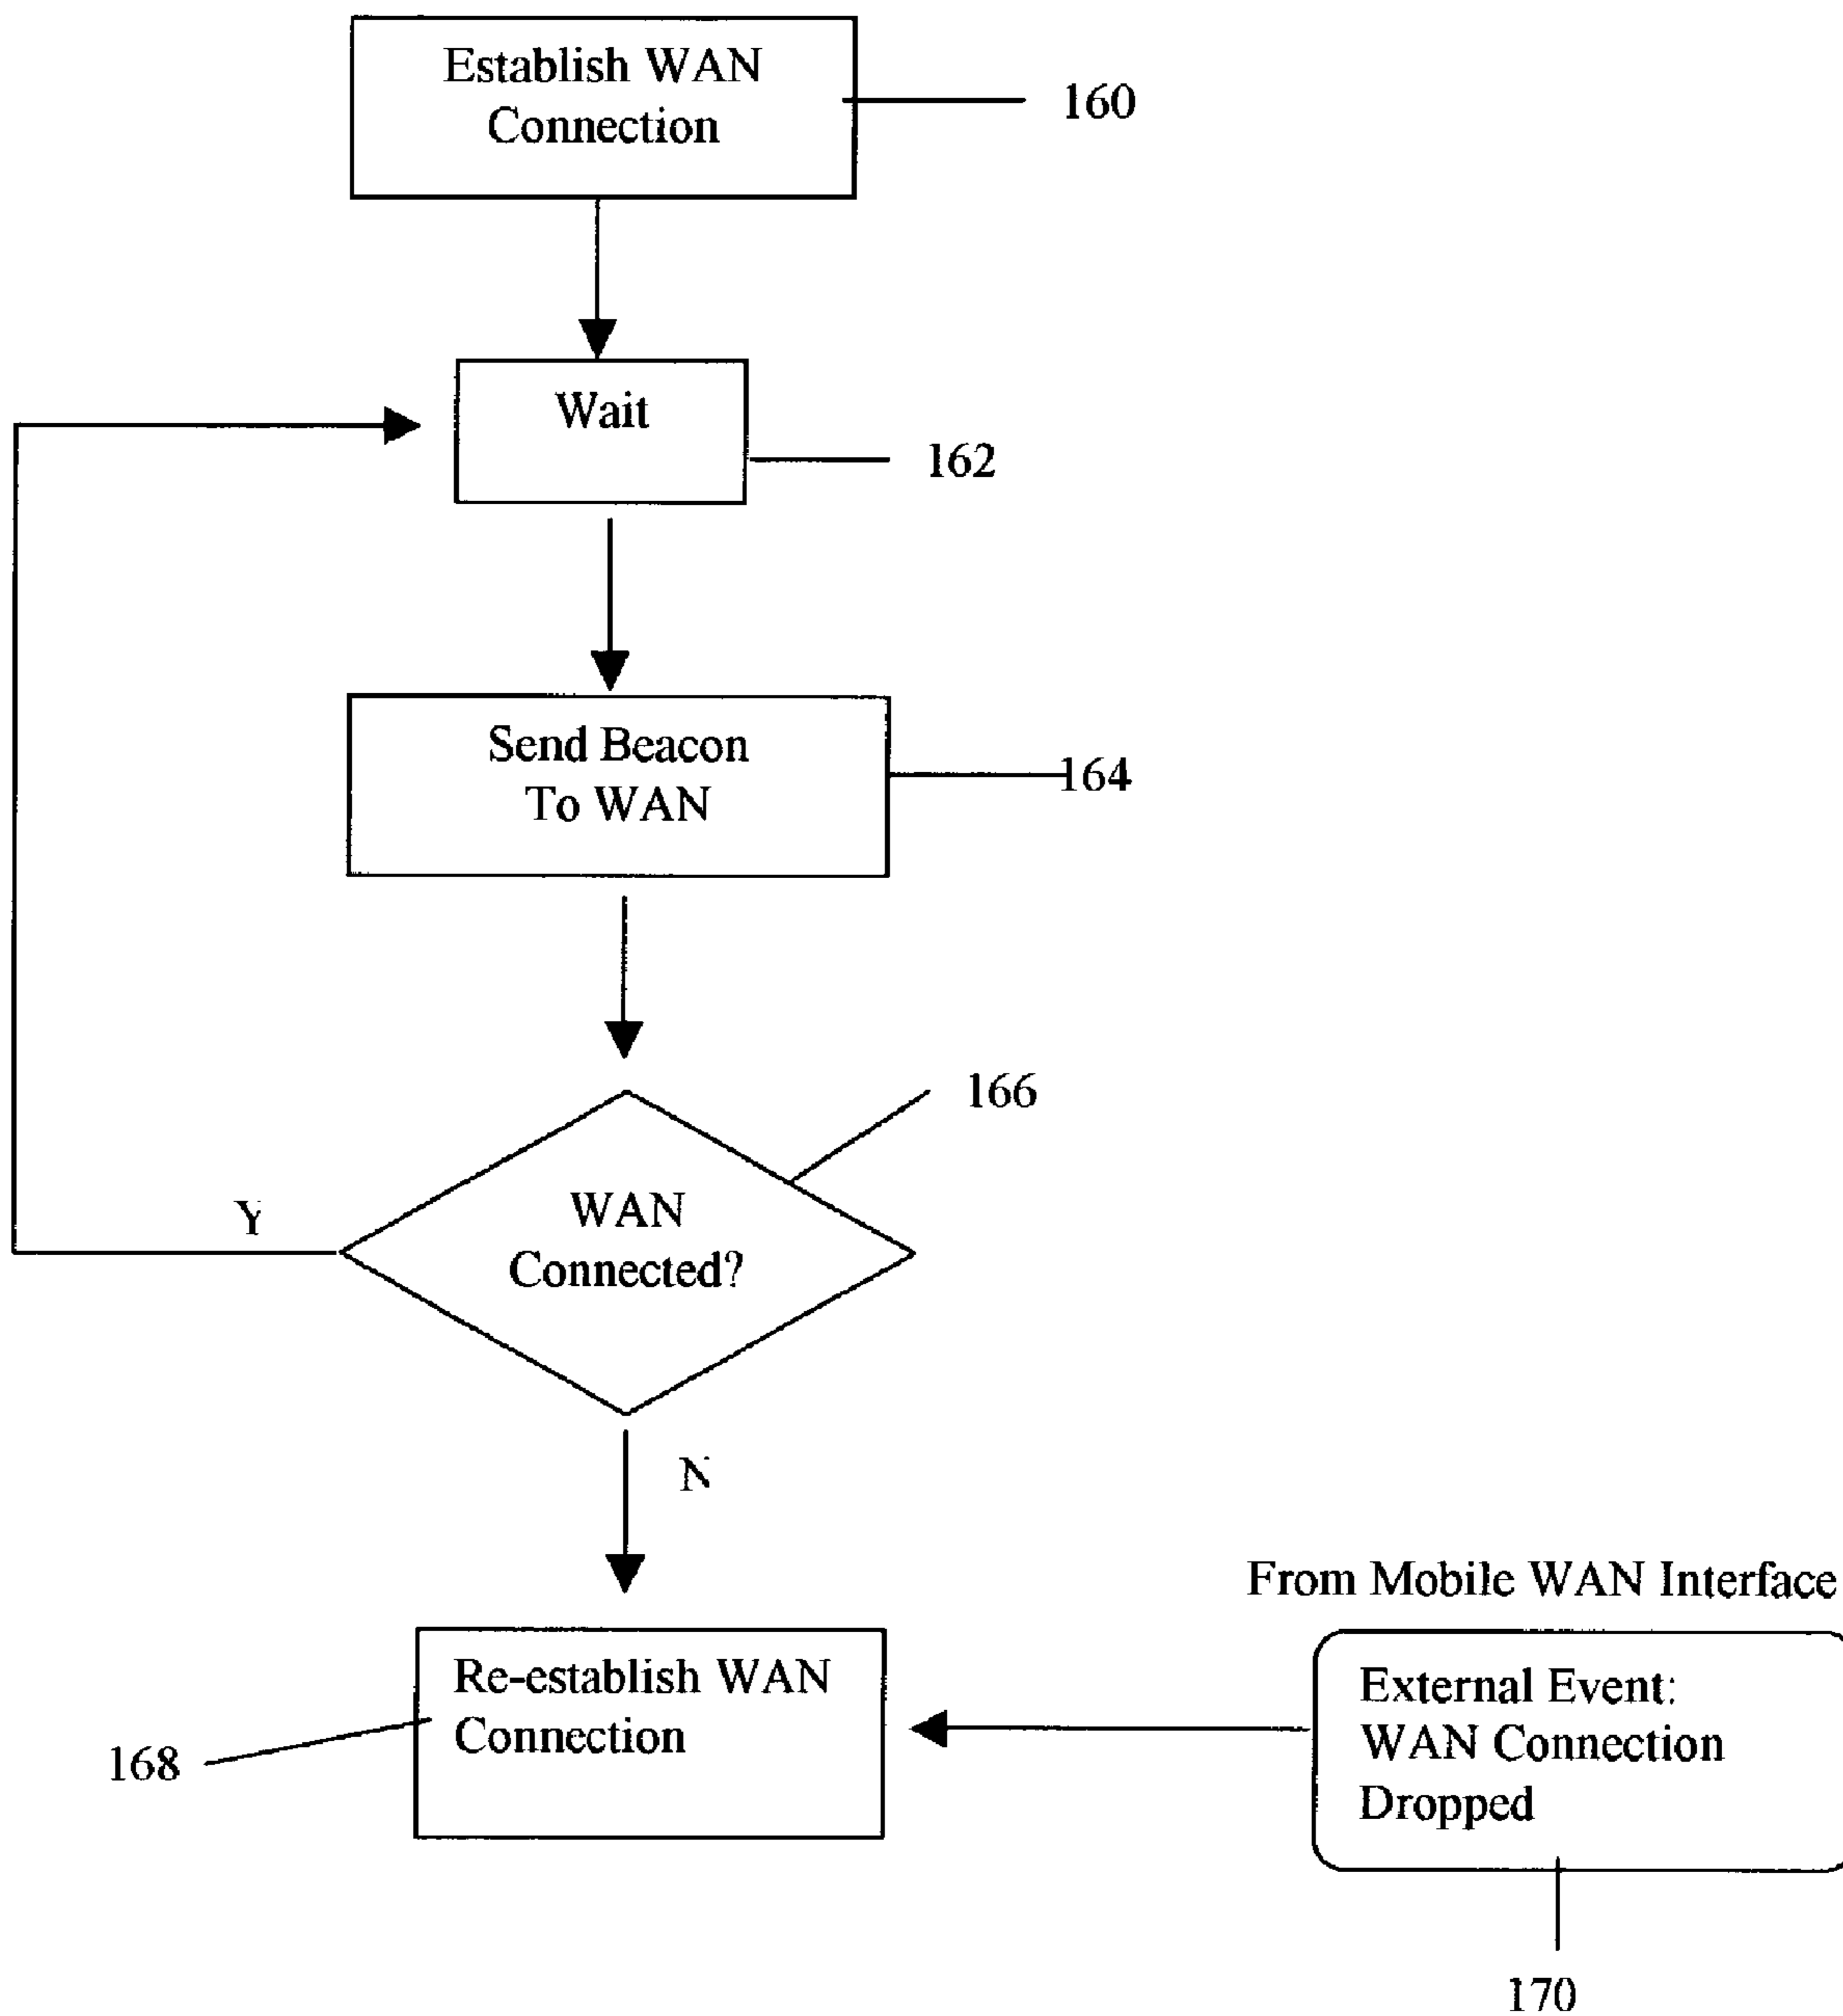 Establish WAN
Connection
160
Wait
162
Send Beacon
To WAN
164
166
WAN
Connected?
Y
N
From Mobile WAN Interface
Re-establish WAN
Connection
168
External Event:
WAN Connection
Dropped
170